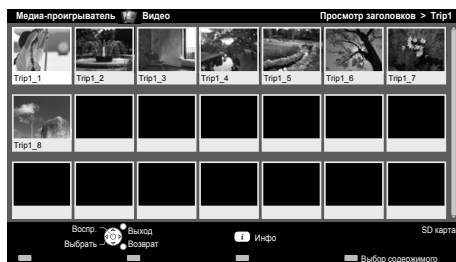 Медиа-проигрыватель Видео Просмотр заголовков > Trip1
Trip1_1 Trip1_2 Trip1_3 Trip1_4 Trip1_5 Trip1_6 Trip1_7
Trip1_8
Воспр. Выход i Инфо SD карта
Выбрать Возврат
Выбор содержимого